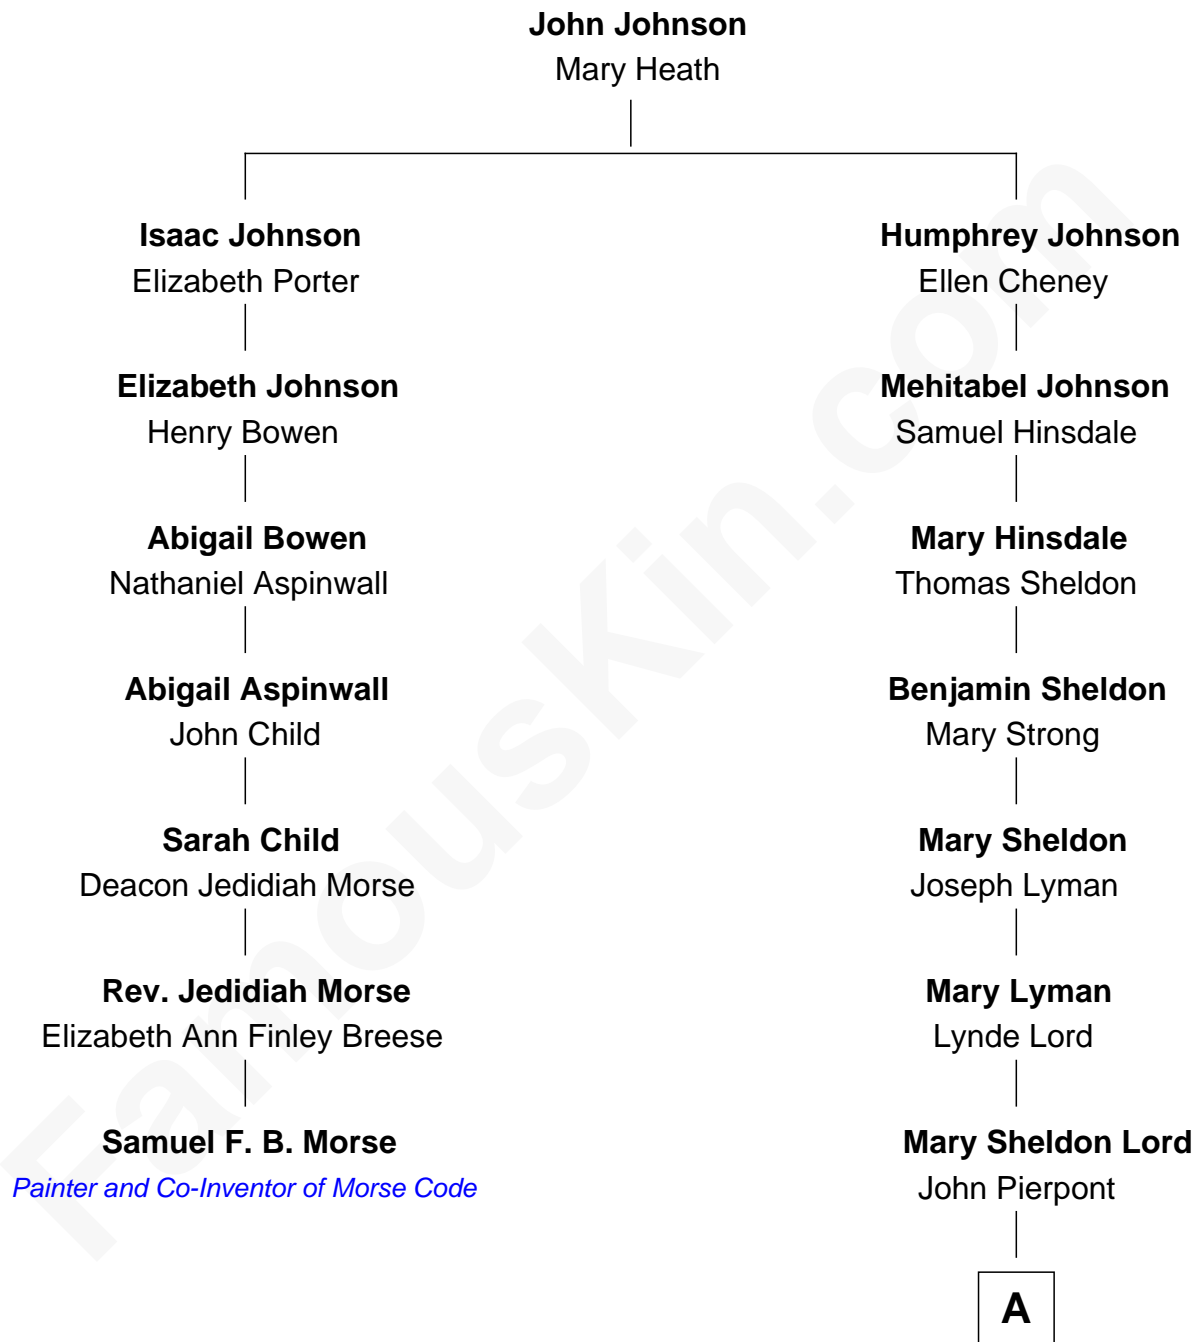 John Johnson
Mary Heath
Isaac Johnson
Elizabeth Porter
Humphrey Johnson
Ellen Cheney
Elizabeth Johnson
Henry Bowen
Mehitabel Johnson
Samuel Hinsdale
Abigail Bowen
Nathaniel Aspinwall
Mary Hinsdale
Thomas Sheldon
Abigail Aspinwall
John Child
Benjamin Sheldon
Mary Strong
Sarah Child
Deacon Jedidiah Morse
Mary Sheldon
Joseph Lyman
Rev. Jedidiah Morse
Elizabeth Ann Finley Breese
Mary Lyman
Lynde Lord
Samuel F. B. Morse
Painter and Co-Inventor of Morse Code
Mary Sheldon Lord
John Pierpont
A
FamousKin.com